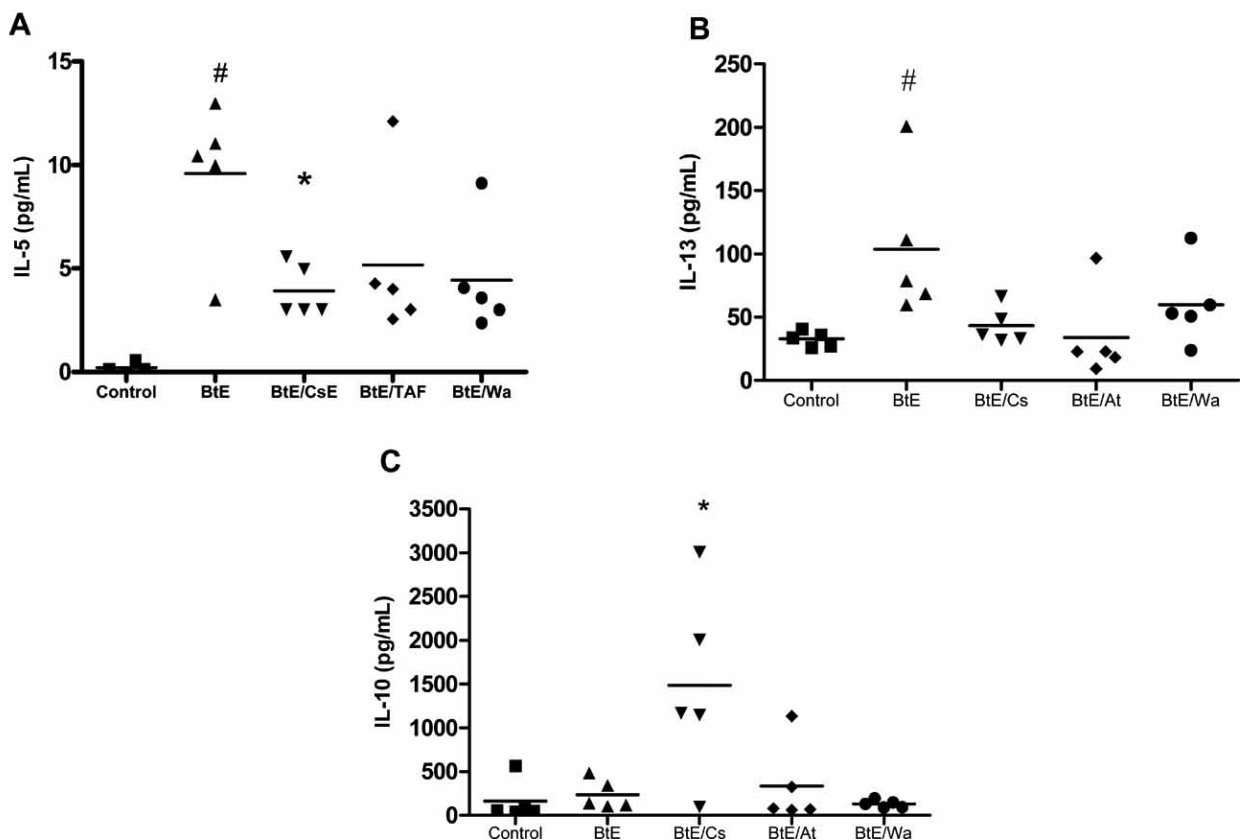 A
#
*
15
10
5
0
IL-5 (pg/mL)
Control BtE BtE/CsE BtE/TAF BtE/Wa
B
#
250
200
150
100
50
0
IL-13 (pg/mL)
Control BtE BtE/Cs BtE/At BtE/Wa
C
*
3500
3000
2500
2000
1500
1000
500
0
IL-10 (pg/mL)
Control BtE BtE/Cs BtE/At BtE/Wa